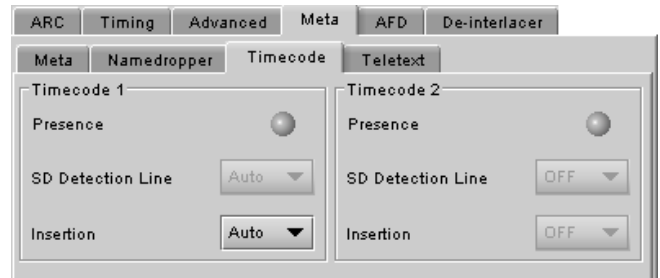 ARC Timing Advanced Meta AFD De-interlacer
Meta Namedropper Timecode Teletext
Timecode 1
Presence
SD Detection Line Auto
Insertion Auto
Timecode 2
Presence
SD Detection Line OFF
Insertion OFF